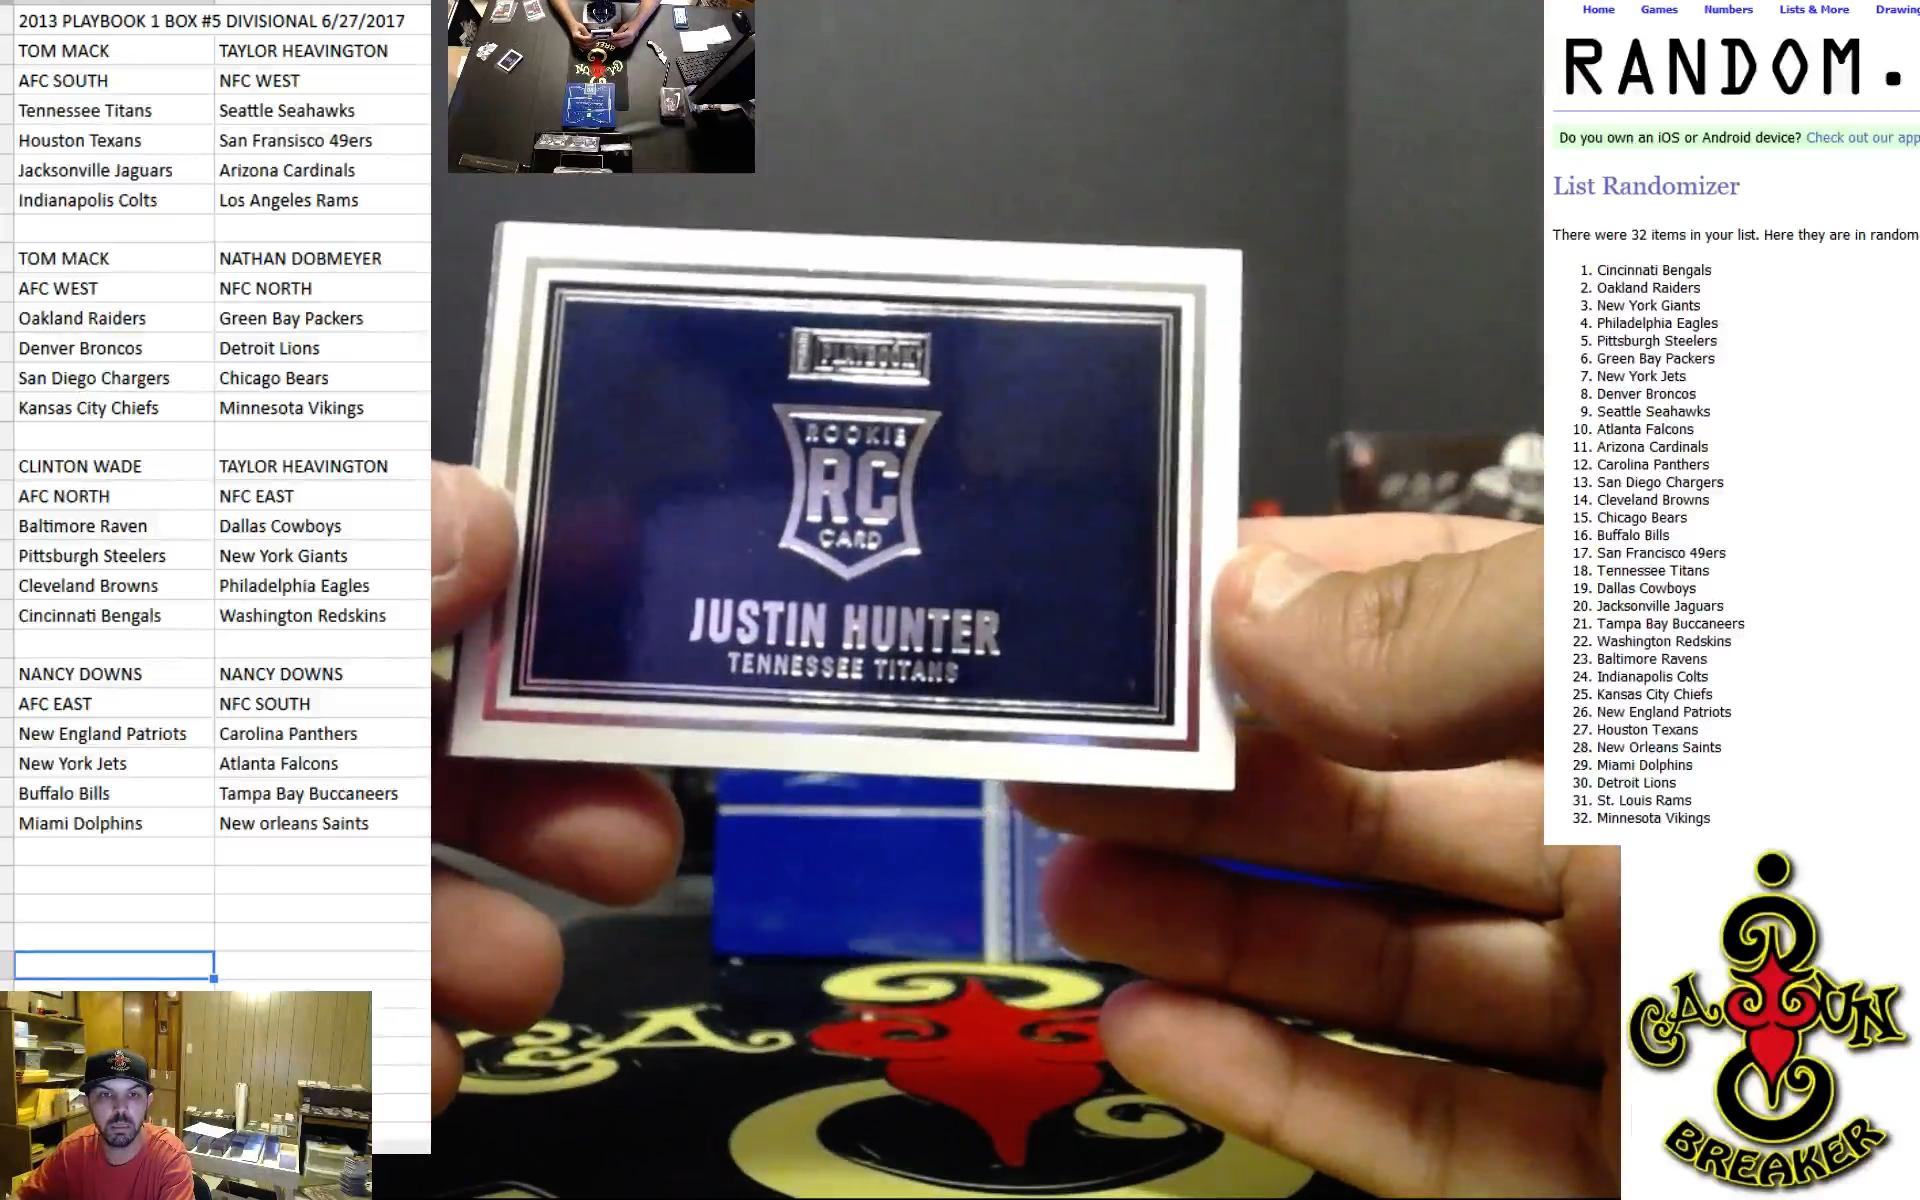 2013 PLAYBOOK 1 BOX #5 DIVISIONAL 6/27/2017
TOM MACK TAYLOR HEAVINGTON
AFC SOUTH NFC WEST
Tennessee Titans Seattle Seahawks
Houston Texans San Fransisco 49ers
Jacksonville Jaguars Arizona Cardinals
Indianapolis Colts Los Angeles Rams
TOM MACK NATHAN DOBMEYER
AFC WEST NFC NORTH
Oakland Raiders Green Bay Packers
Denver Broncos Detroit Lions
San Diego Chargers Chicago Bears
Kansas City Chiefs Minnesota Vikings
CLINTON WADE TAYLOR HEAVINGTON
AFC NORTH NFC EAST
Baltimore Raven Dallas Cowboys
Pittsburgh Steelers New York Giants
Cleveland Browns Philadelphia Eagles
Cincinnati Bengals Washington Redskins
NANCY DOWNS NANCY DOWNS
AFC EAST NFC SOUTH
New England Patriots Carolina Panthers
New York Jets Atlanta Falcons
Buffalo Bills Tampa Bay Buccaneers
Miami Dolphins New orleans Saints
PLAYBOOK
ROOKIE
RC
CARD
JUSTIN HUNTER
TENNESSEE TITANS
Home Games Numbers Lists & More Drawing
RANDOM.
Do you own an iOS or Android device? Check out our app
List Randomizer
There were 32 items in your list. Here they are in random
1. Cincinnati Bengals
2. Oakland Raiders
3. New York Giants
4. Philadelphia Eagles
5. Pittsburgh Steelers
6. Green Bay Packers
7. New York Jets
8. Denver Broncos
9. Seattle Seahawks
10. Atlanta Falcons
11. Arizona Cardinals
12. Carolina Panthers
13. San Diego Chargers
14. Cleveland Browns
15. Chicago Bears
16. Buffalo Bills
17. San Francisco 49ers
18. Tennessee Titans
19. Dallas Cowboys
20. Jacksonville Jaguars
21. Tampa Bay Buccaneers
22. Washington Redskins
23. Baltimore Ravens
24. Indianapolis Colts
25. Kansas City Chiefs
26. New England Patriots
27. Houston Texans
28. New Orleans Saints
29. Miami Dolphins
30. Detroit Lions
31. St. Louis Rams
32. Minnesota Vikings
CAJUN
BREAKER